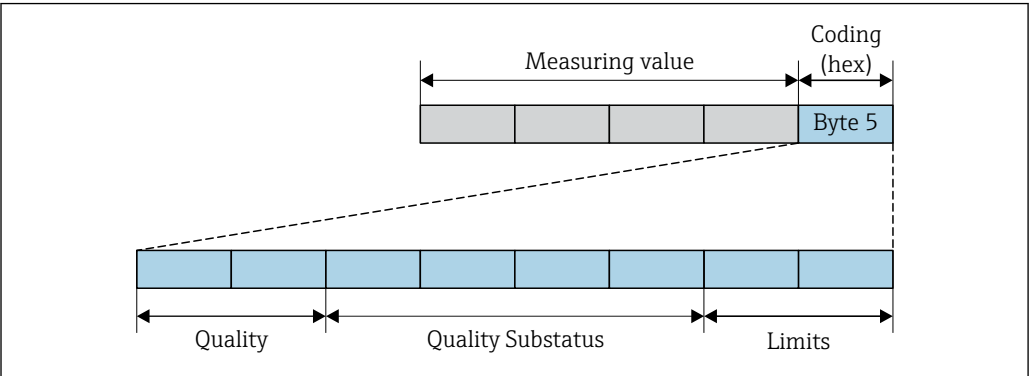 Coding
Measuring value
(hex)
Byte 5
Quality
Quality Substatus
Limits